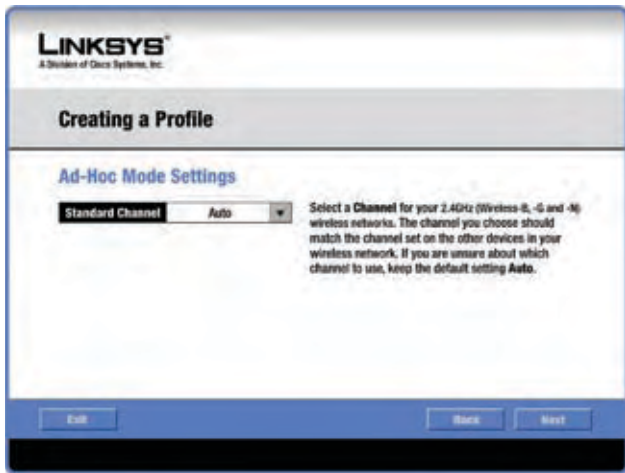 LINKSYS®
A Division of Cisco Systems, Inc.
Creating a Profile
Ad-Hoc Mode Settings
Standard Channel
Auto
Select a Channel for your 2.4GHz (Wireless-B, -G and -N)
wireless networks. The channel you choose should
match the channel set on the other devices in your
wireless network. If you are unsure about which
channel to use, keep the default setting Auto.
Exit
Back
Next